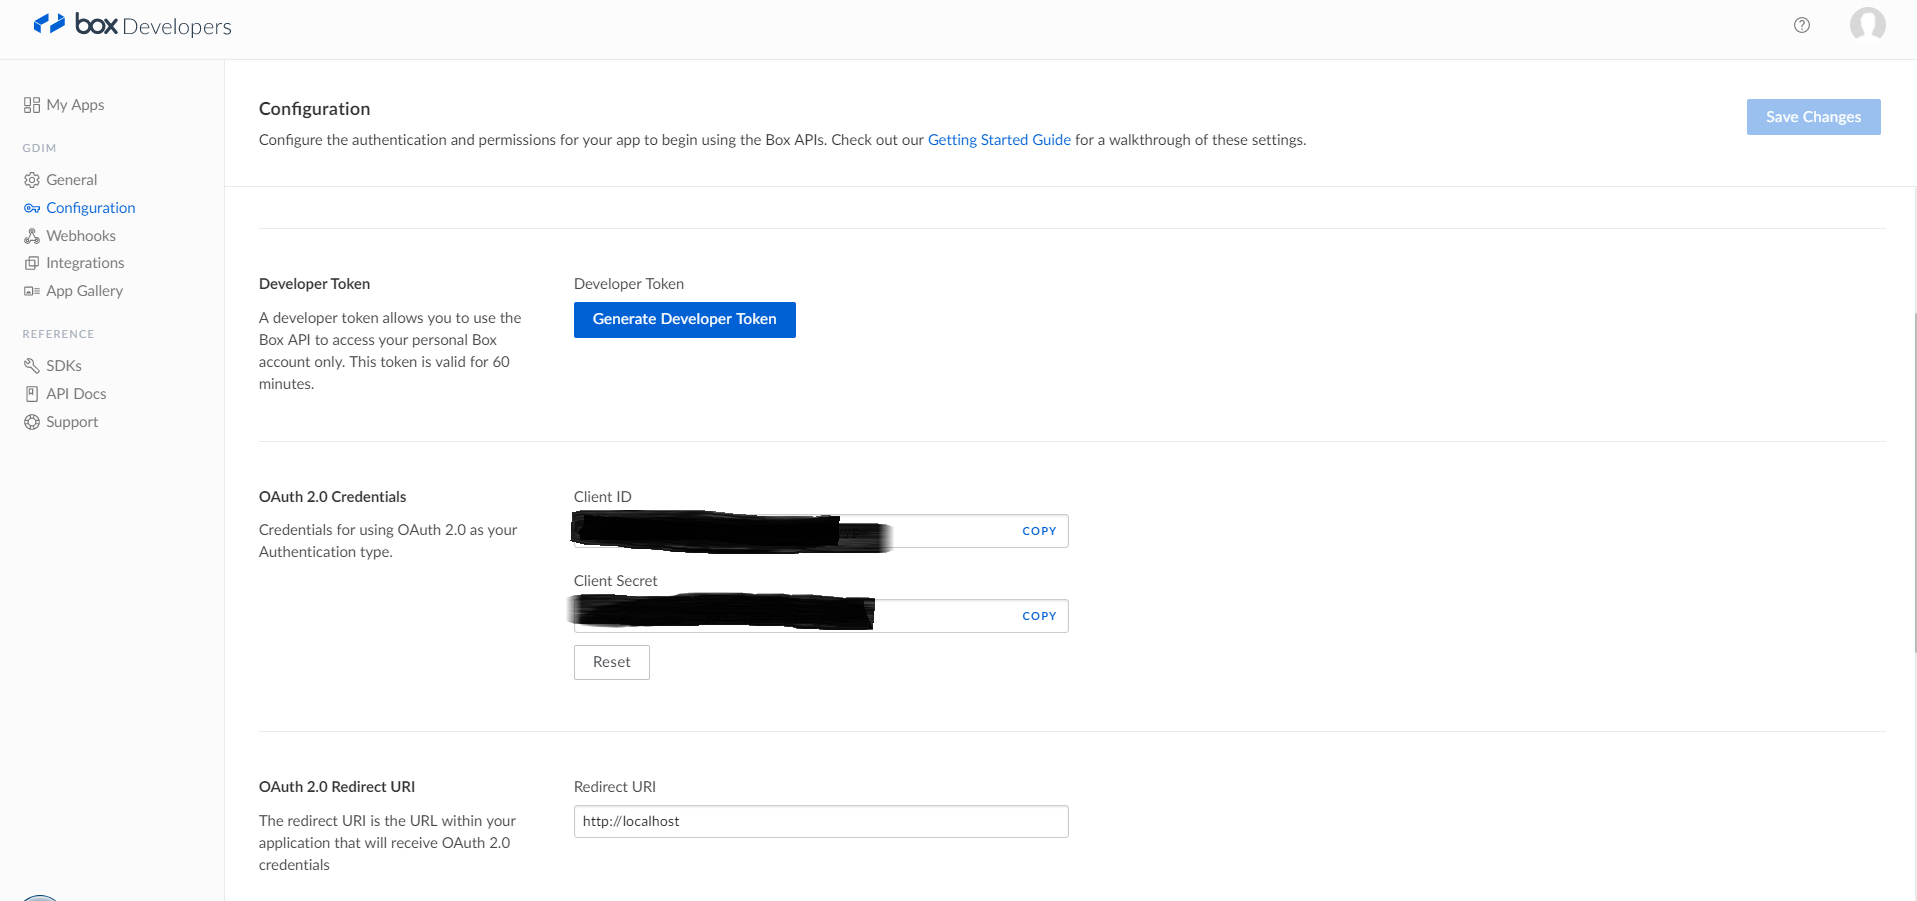 box Developers
My Apps
GDIM
General
Configuration
Webhooks
Integrations
App Gallery
REFERENCE
SDKs
API Docs
Support
Configuration
Configure the authentication and permissions for your app to begin using the Box APIs. Check out our Getting Started Guide for a walkthrough of these settings.
Save Changes
Developer Token
A developer token allows you to use the
Box API to access your personal Box
account only. This token is valid for 60
minutes.
Developer Token
Generate Developer Token
OAuth 2.0 Credentials
Credentials for using OAuth 2.0 as your
Authentication type.
Client ID
COPY
Client Secret
COPY
Reset
OAuth 2.0 Redirect URI
The redirect URI is the URL within your
application that will receive OAuth 2.0
credentials
Redirect URI
http://localhost